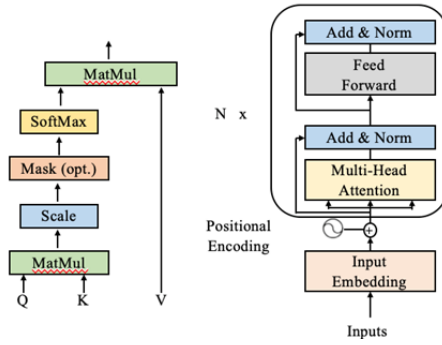 MatMul
SoftMax
Mask (opt.)
Scale
MatMul
Q K V
Add & Norm
Feed
Forward
N x
Add & Norm
Multi-Head
Attention
Positional
Encoding
Input
Embedding
Inputs